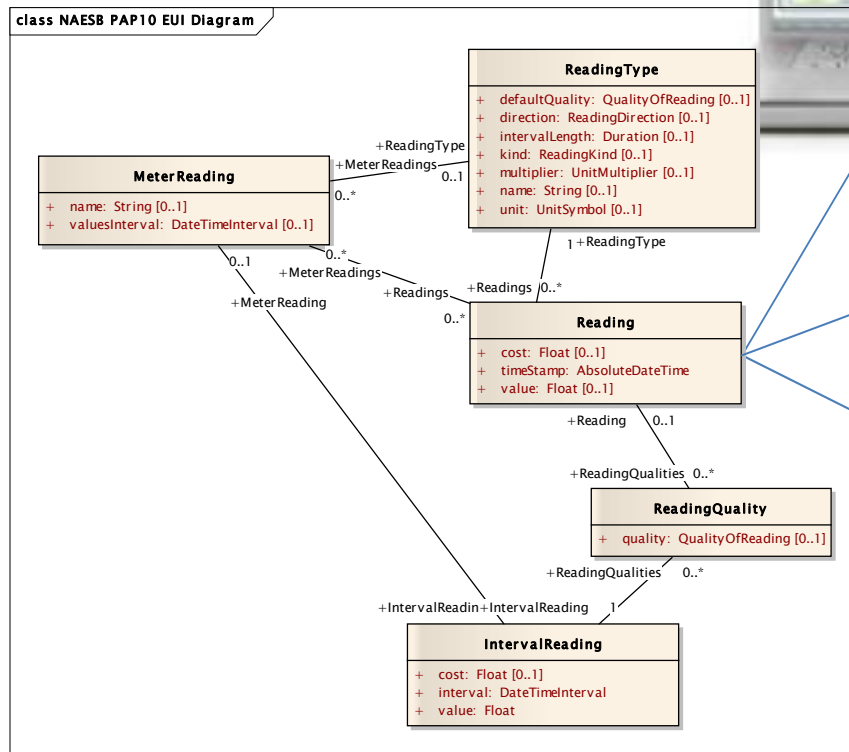 class NAESB PAP10 EUI Diagram
ReadingType
+ defaultQuality: QualityOfReading [0..1]
+ direction: ReadingDirection [0..1]
+ intervalLength: Duration [0..1]
+ kind: ReadingKind [0..1]
+ multiplier: UnitMultiplier [0..1]
+ name: String [0..1]
+ unit: UnitSymbol [0..1]
+ReadingType
+MeterReadings
0..1
0..*
MeterReading
+ name: String [0..1]
+ valuesInterval: DateTimeInterval [0..1]
1 +ReadingType
0..1
0..*
+MeterReadings
+MeterReading
+Readings
0..*
+Readings 0..*
Reading
+ cost: Float [0..1]
+ timeStamp: AbsoluteDateTime
+ value: Float [0..1]
+Reading 0..1
+ReadingQualities 0..*
ReadingQuality
+ quality: QualityOfReading [0..1]
+ReadingQualities 0..*
+IntervalReadin+IntervalReading 1
IntervalReading
+ cost: Float [0..1]
+ interval: DateTimeInterval
+ value: Float